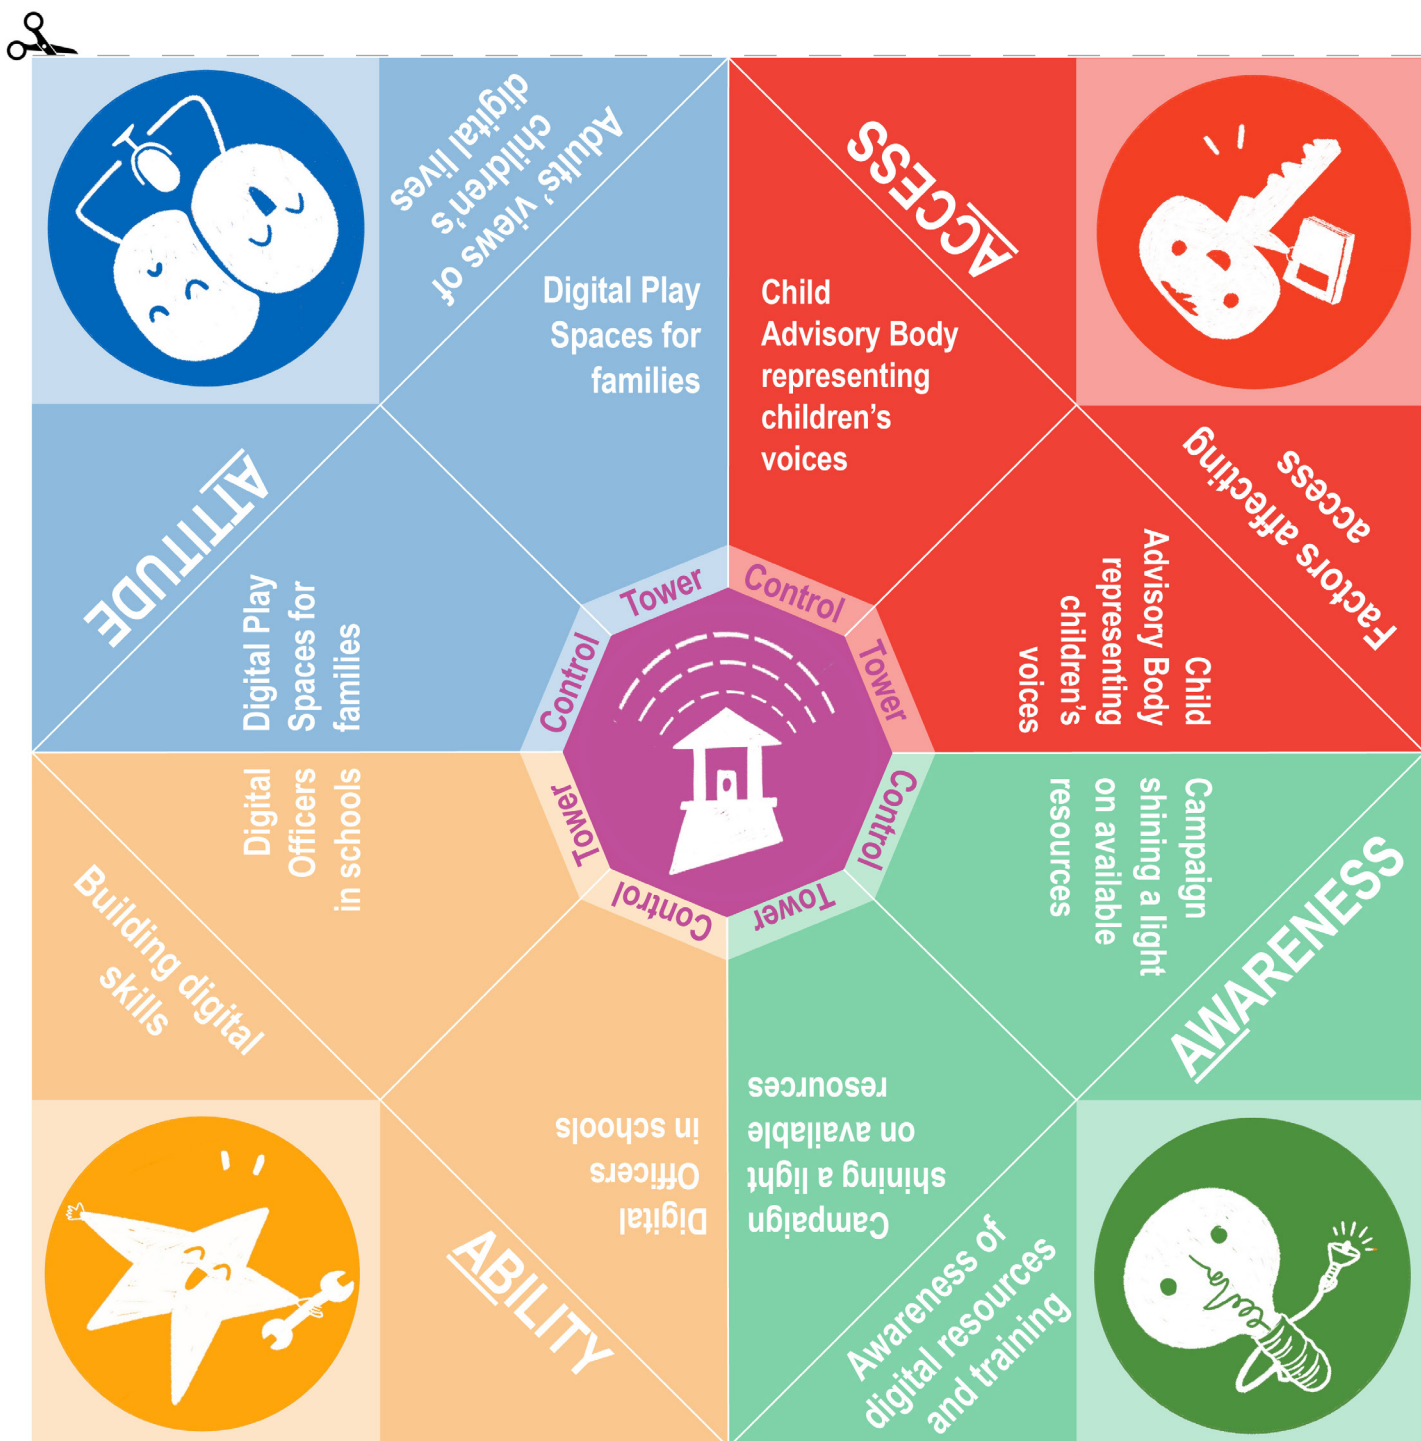 Adults’ views of
children’s
digital lives
ATTITUDE
Digital Play
Spaces for
families
Digital Play
Spaces for
families
ACCESS
Factors affecting
access
Child
Advisory Body
representing
children’s
voices
Child
Advisory Body
representing
children’s
voices
Control
Tower
Control
Tower
Control
Tower
Control
Tower
Digital
Officers
in schools
Building digital
skills
Digital
Officers
in schools
ABILITY
Campaign
shining a light
on available
resources
AWARENESS
Campaign
shining a light
on available
resources
Awareness of
digital resources
and training